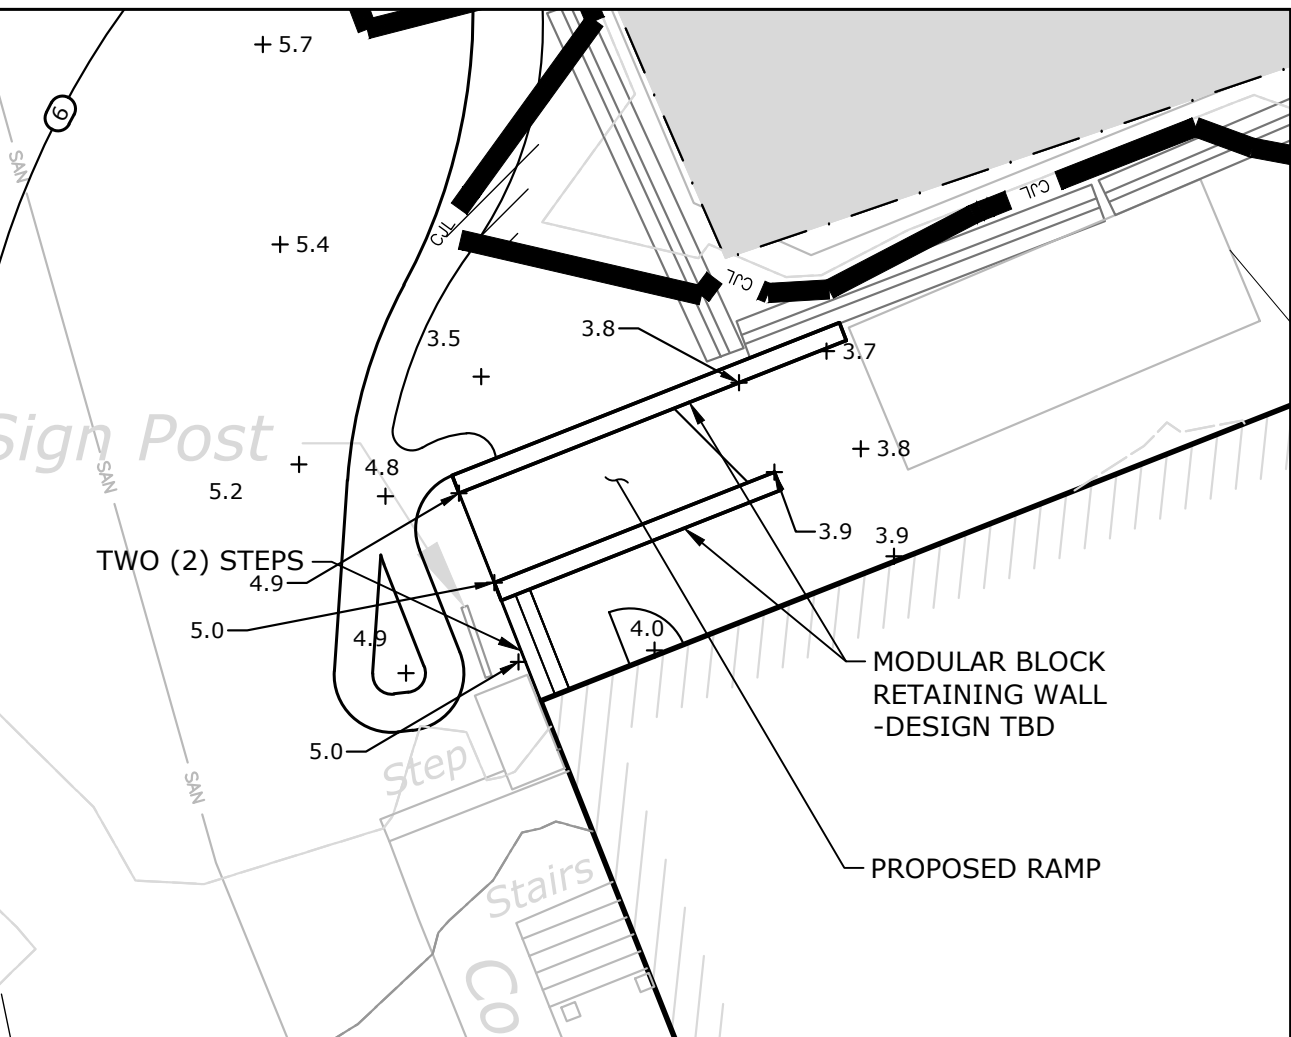 5.7
6
SAN
5.4
CJL
CJL
CJL
3.5
3.8
3.7
Sign Post
SAN
4.8
5.2
3.8
TWO (2) STEPS
4.9
3.9
3.9
5.0
4.9
4.0
MODULAR BLOCK
RETAINING WALL
-DESIGN TBD
5.0
Step
SAN
PROPOSED RAMP
Stairs
Co